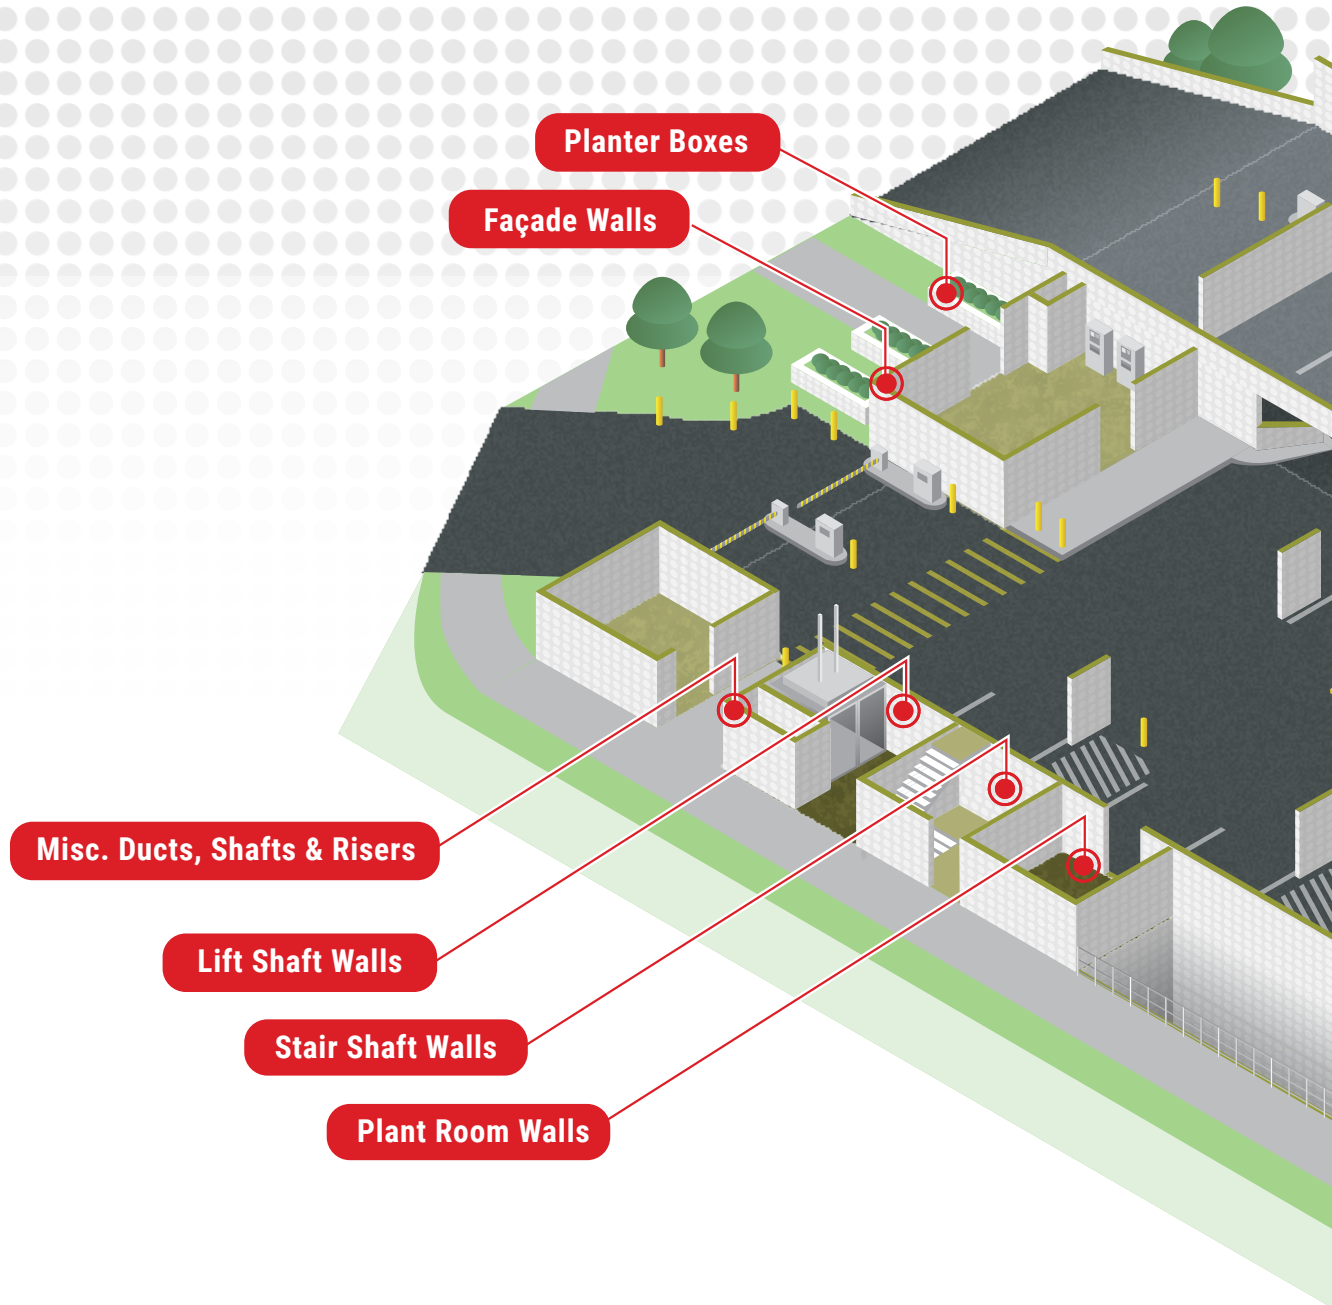 Planter Boxes
Façade Walls
Misc. Ducts, Shafts & Risers
Lift Shaft Walls
Stair Shaft Walls
Plant Room Walls